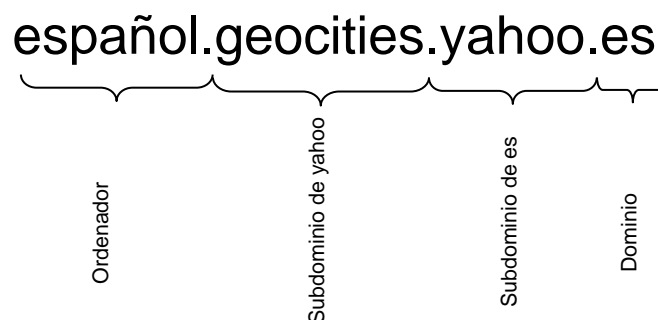 español.geocities.yahoo.es
Ordenador
Subdominio de yahoo
Subdominio de es
Dominio